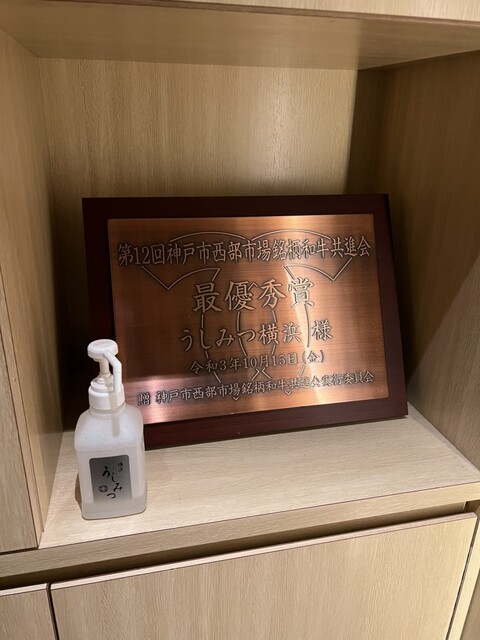 第12回神戸市西部市場銘柄和牛共進会
最優秀賞
うしみつ横浜 様
令和3年10月15日(金)
贈 神戸市西部市場銘柄和牛共進会実行委員会
うしみつ